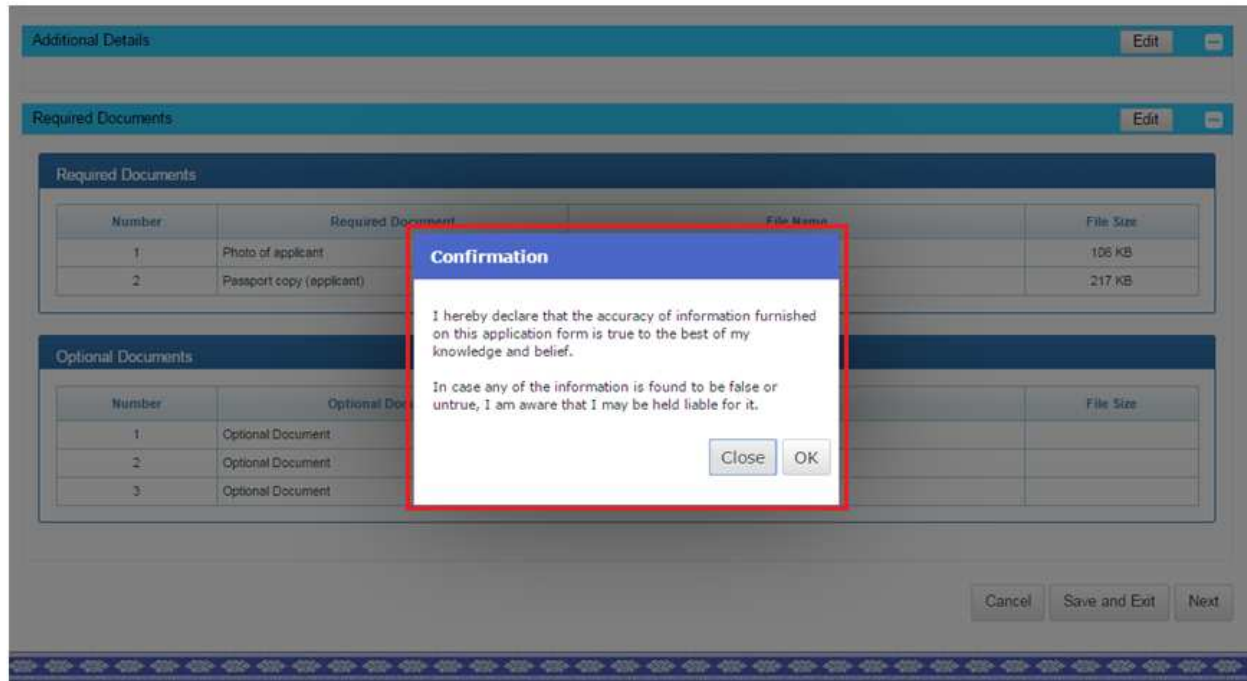 Additional Details
Edit
Required Documents
Edit
Required Documents
Number Required Document File Name File Size
1 Photo of applicant 106 KB
2 Passport copy (applicant) 217 KB
Confirmation
I hereby declare that the accuracy of information furnished
on this application form is true to the best of my
knowledge and belief.
In case any of the information is found to be false or
untrue, I am aware that I may be held liable for it.
Close OK
Optional Documents
Number Optional File Size
1 Optional Document
2 Optional Document
3 Optional Document
Cancel Save and Exit Next